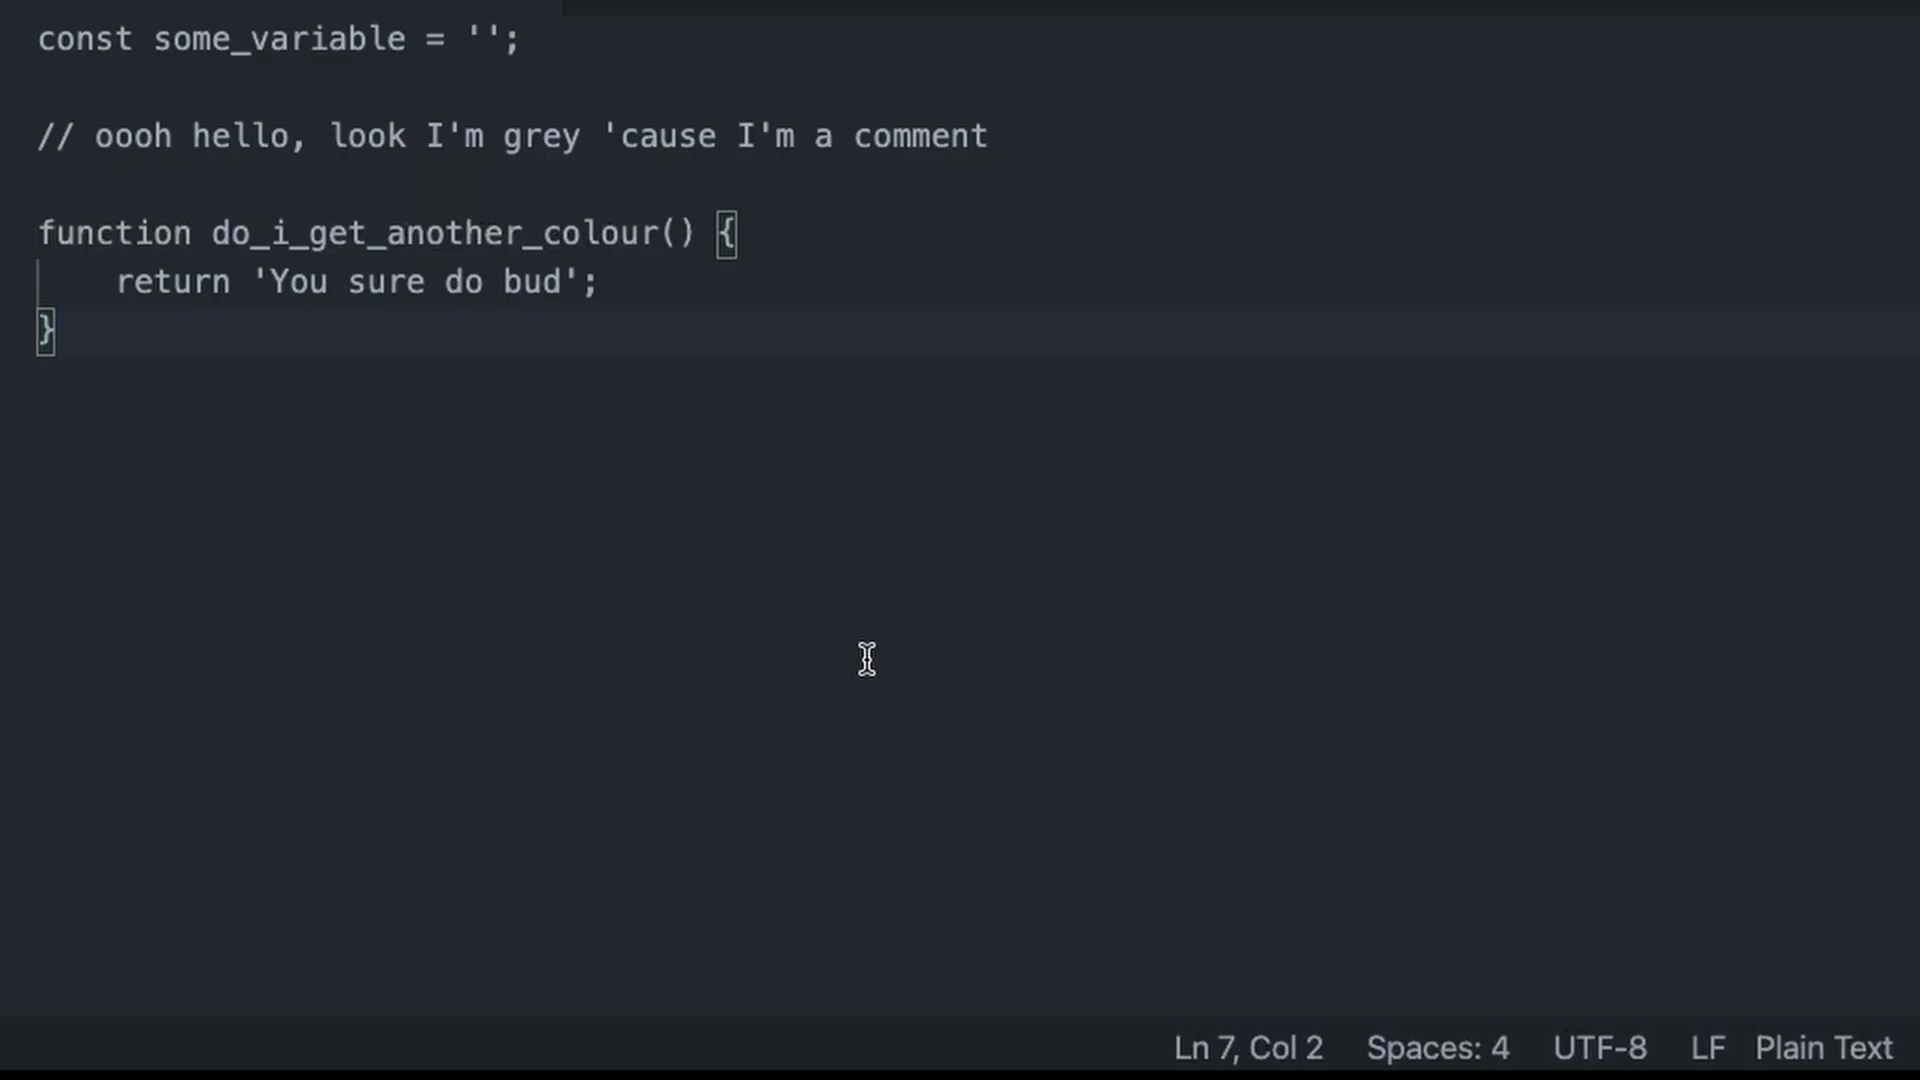 const some_variable = '';
// oooh hello, look I'm grey 'cause I'm a comment
function do_i_get_another_colour() {
    return 'You sure do bud';
}
Ln 7, Col 2 Spaces: 4 UTF-8 LF Plain Text